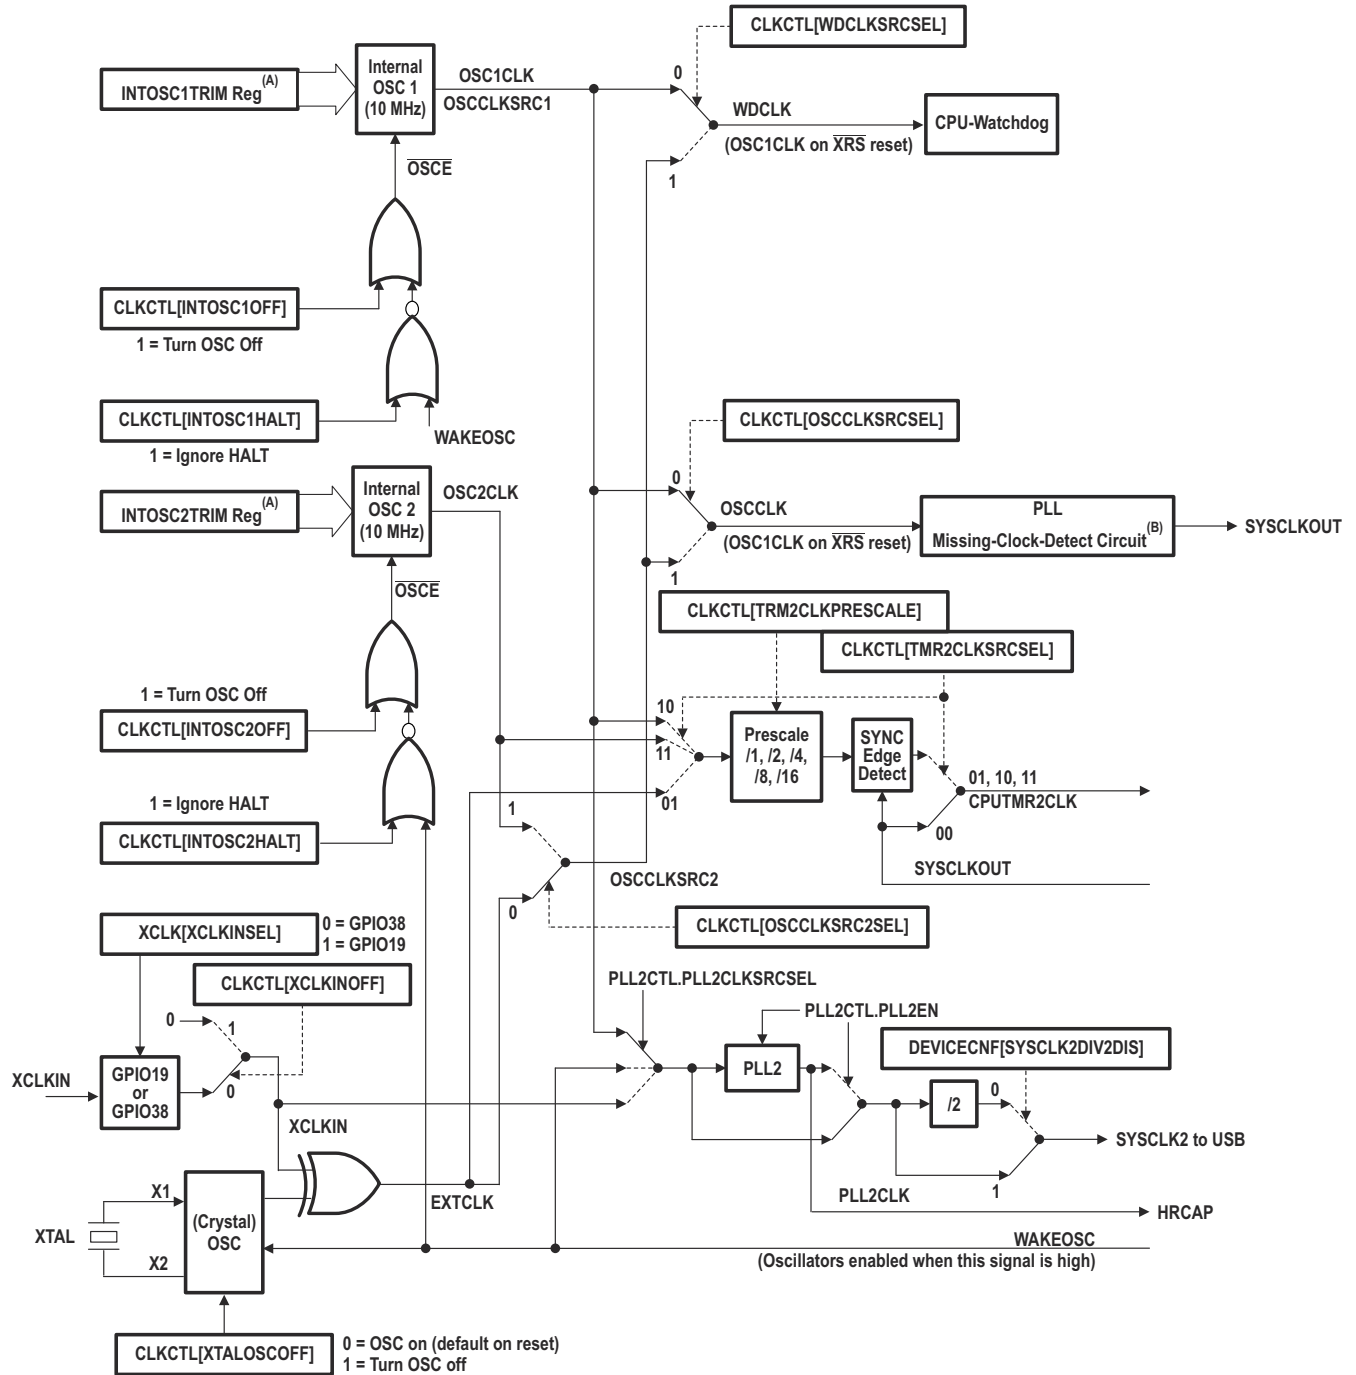 CLKCTL[WDCLKSRCSEL]
INTOSC1TRIM Reg(A)
Internal
OSC 1
(10 MHz)
OSC1CLK
OSCCLKSRC1
0
WDCLK
(OSC1CLK on XRS reset)
CPU-Watchdog
1
OSCE
CLKCTL[INTOSC1OFF]
1 = Turn OSC Off
CLKCTL[INTOSC1HALT]
1 = Ignore HALT
WAKEOSC
CLKCTL[OSCCLKSRCSEL]
INTOSC2TRIM Reg(A)
Internal
OSC 2
(10 MHz)
OSC2CLK
0
OSCCLK
(OSC1CLK on XRS reset)
PLL
Missing-Clock-Detect Circuit(B)
SYSCLKOUT
1
OSCE
CLKCTL[TRM2CLKPRESCALE]
CLKCTL[TMR2CLKSRCSEL]
1 = Turn OSC Off
CLKCTL[INTOSC2OFF]
10
11
01
Prescale
/1, /2, /4,
/8, /16
SYNC
Edge
Detect
01, 10, 11
CPUTMR2CLK
00
SYSCLKOUT
1 = Ignore HALT
CLKCTL[INTOSC2HALT]
1
0
OSCCLKSRC2
CLKCTL[OSCCLKSRC2SEL]
XCLK[XCLKINSEL]
0 = GPIO38
1 = GPIO19
CLKCTL[XCLKINOFF]
0
1
0
XCLKIN
GPIO19
or
GPIO38
XCLKIN
PLL2CTL.PLL2CLKSRCSEL
PLL2CTL.PLL2EN
DEVICECNF[SYSCLK2DIV2DIS]
PLL2
/2
0
1
SYSCLK2 to USB
PLL2CLK
HRCAP
EXTCLK
XTAL
X1
X2
(Crystal)
OSC
WAKEOSC
(Oscillators enabled when this signal is high)
CLKCTL[XTALOSCOFF]
0 = OSC on (default on reset)
1 = Turn OSC off